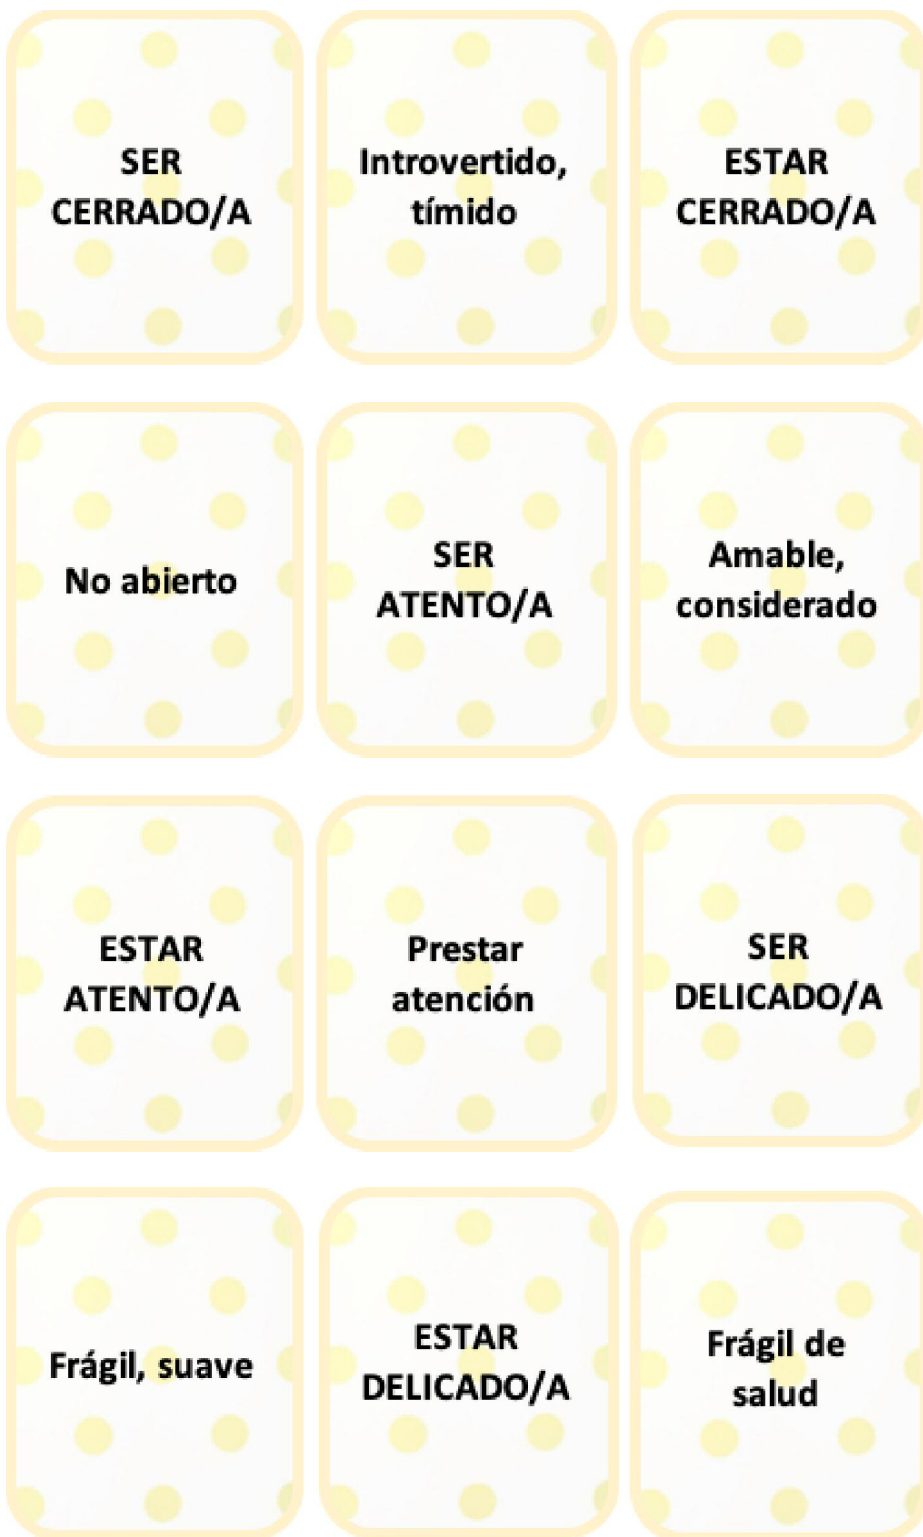 SER
CERRADO/A
Introvertido,
tímido
ESTAR
CERRADO/A
No abierto
SER
ATENTO/A
Amable,
considerado
ESTAR
ATENTO/A
Prestar
atención
SER
DELICADO/A
Frágil, suave
ESTAR
DELICADO/A
Frágil de
salud